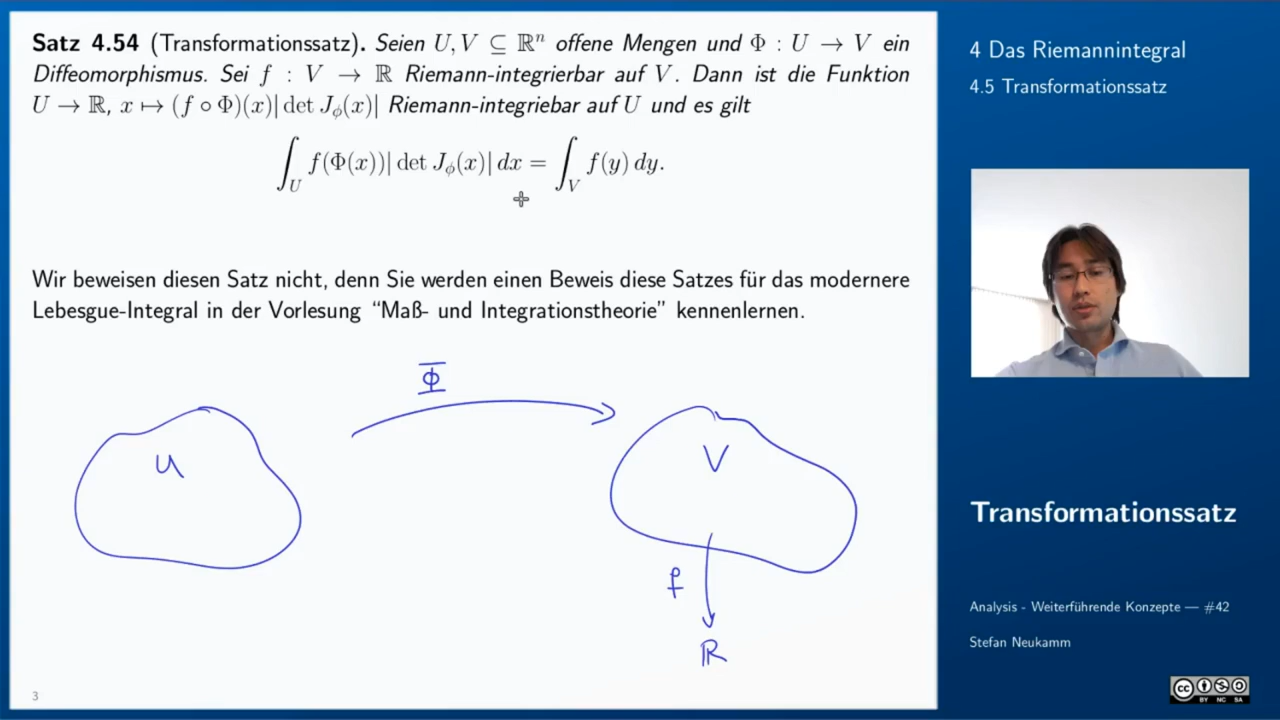 Satz 4.54 (Transformationssatz). Seien U, V ⊆ ℝⁿ offene Mengen und Φ : U → V ein
Diffeomorphismus. Sei f : V → ℝ Riemann-integrierbar auf V. Dann ist die Funktion
U → ℝ, x ↦ (f ∘ Φ)(x)| det J_ϕ(x)| Riemann-integriebar auf U und es gilt
∫_U f(Φ(x))| det J_ϕ(x)| dx = ∫_V f(y) dy.
Wir beweisen diesen Satz nicht, denn Sie werden einen Beweis diese Satzes für das modernere
Lebesgue-Integral in der Vorlesung “Maß- und Integrationstheorie” kennenlernen.
Φ
U
V
f
ℝ
3
4 Das Riemannintegral
4.5 Transformationssatz
Transformationssatz
Analysis - Weiterführende Konzepte — #42
Stefan Neukamm
cc
BY NC SA